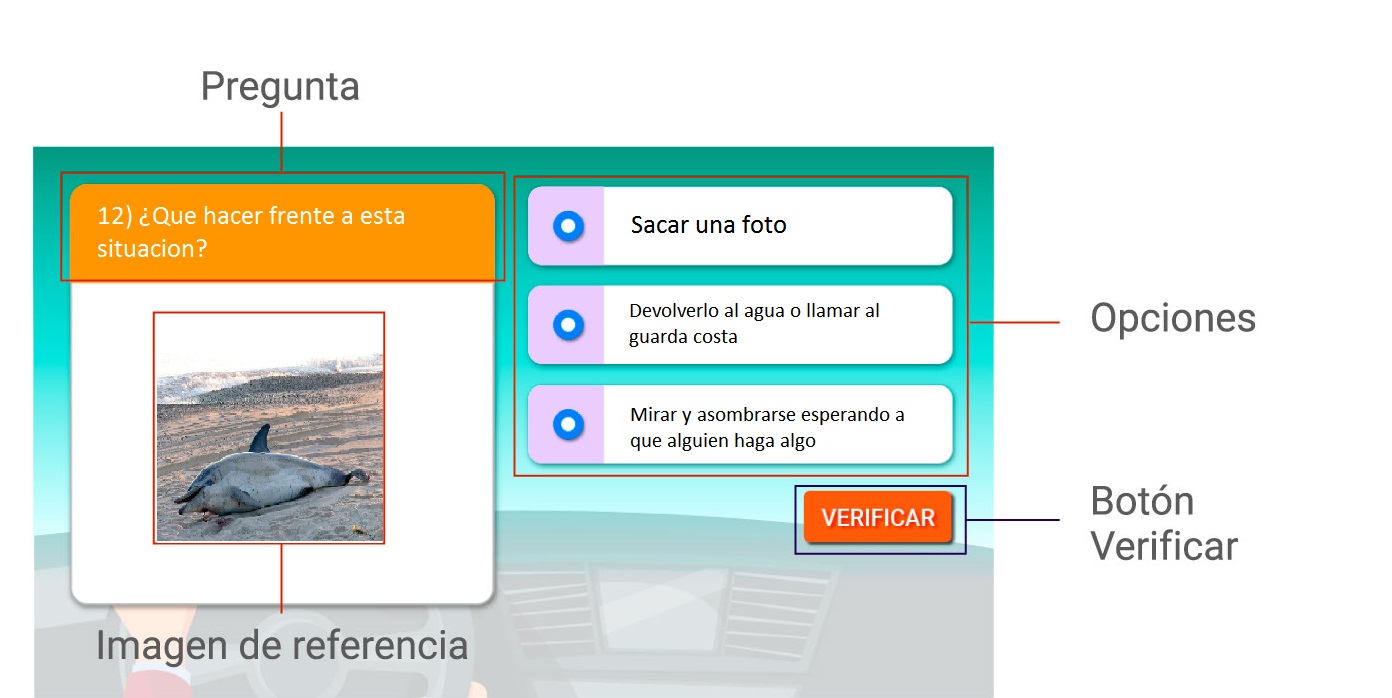 Pregunta
12) ¿Que hacer frente a esta
situacion?
Sacar una foto
Devolverlo al agua o llamar al
guarda costa
Mirar y asombrarse esperando a
que alguien haga algo
Opciones
VERIFICAR
Botón
Verificar
Imagen de referencia